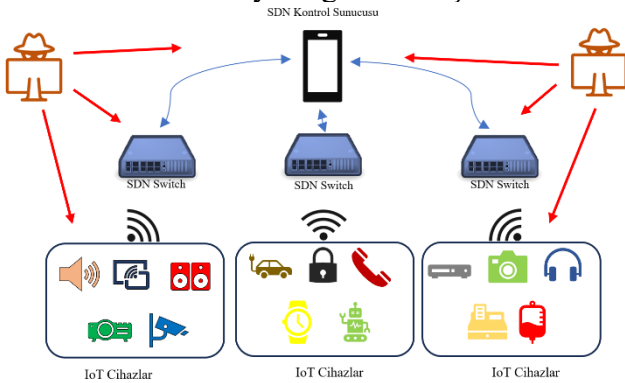 SDN Kontrol Sunucusu
SDN Switch
SDN Switch
SDN Switch
IoT Cihazlar
IoT Cihazlar
IoT Cihazlar